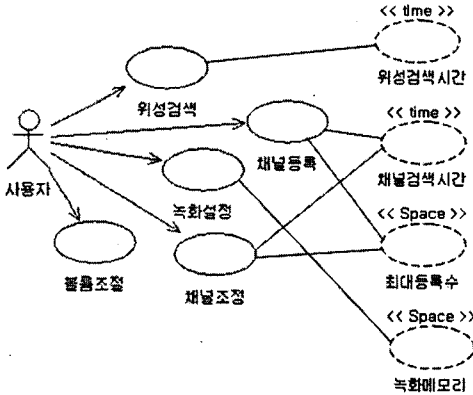 << time >>
위성검색시간
위성검색
<< time >>
채널등록
채널검색시간
사용자
녹화설정
<< Space >>
볼륨조절
채널조정
최대등록수
<< Space >>
녹화메모리